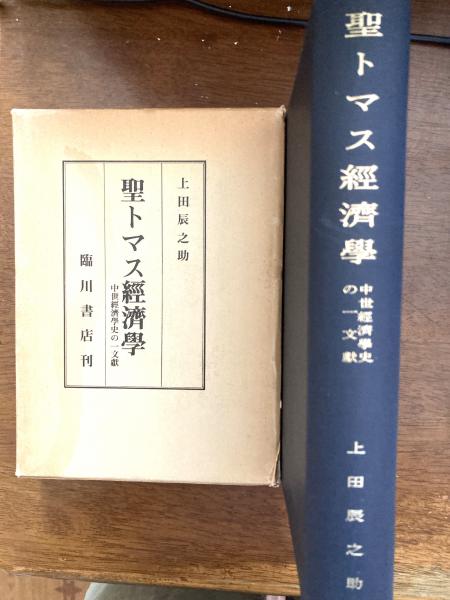 上田辰之助
聖トマス經濟學
中世經濟學史の一文獻
臨川書店刊
聖トマス經濟學
中世經濟學史
の一文獻
上田辰之助